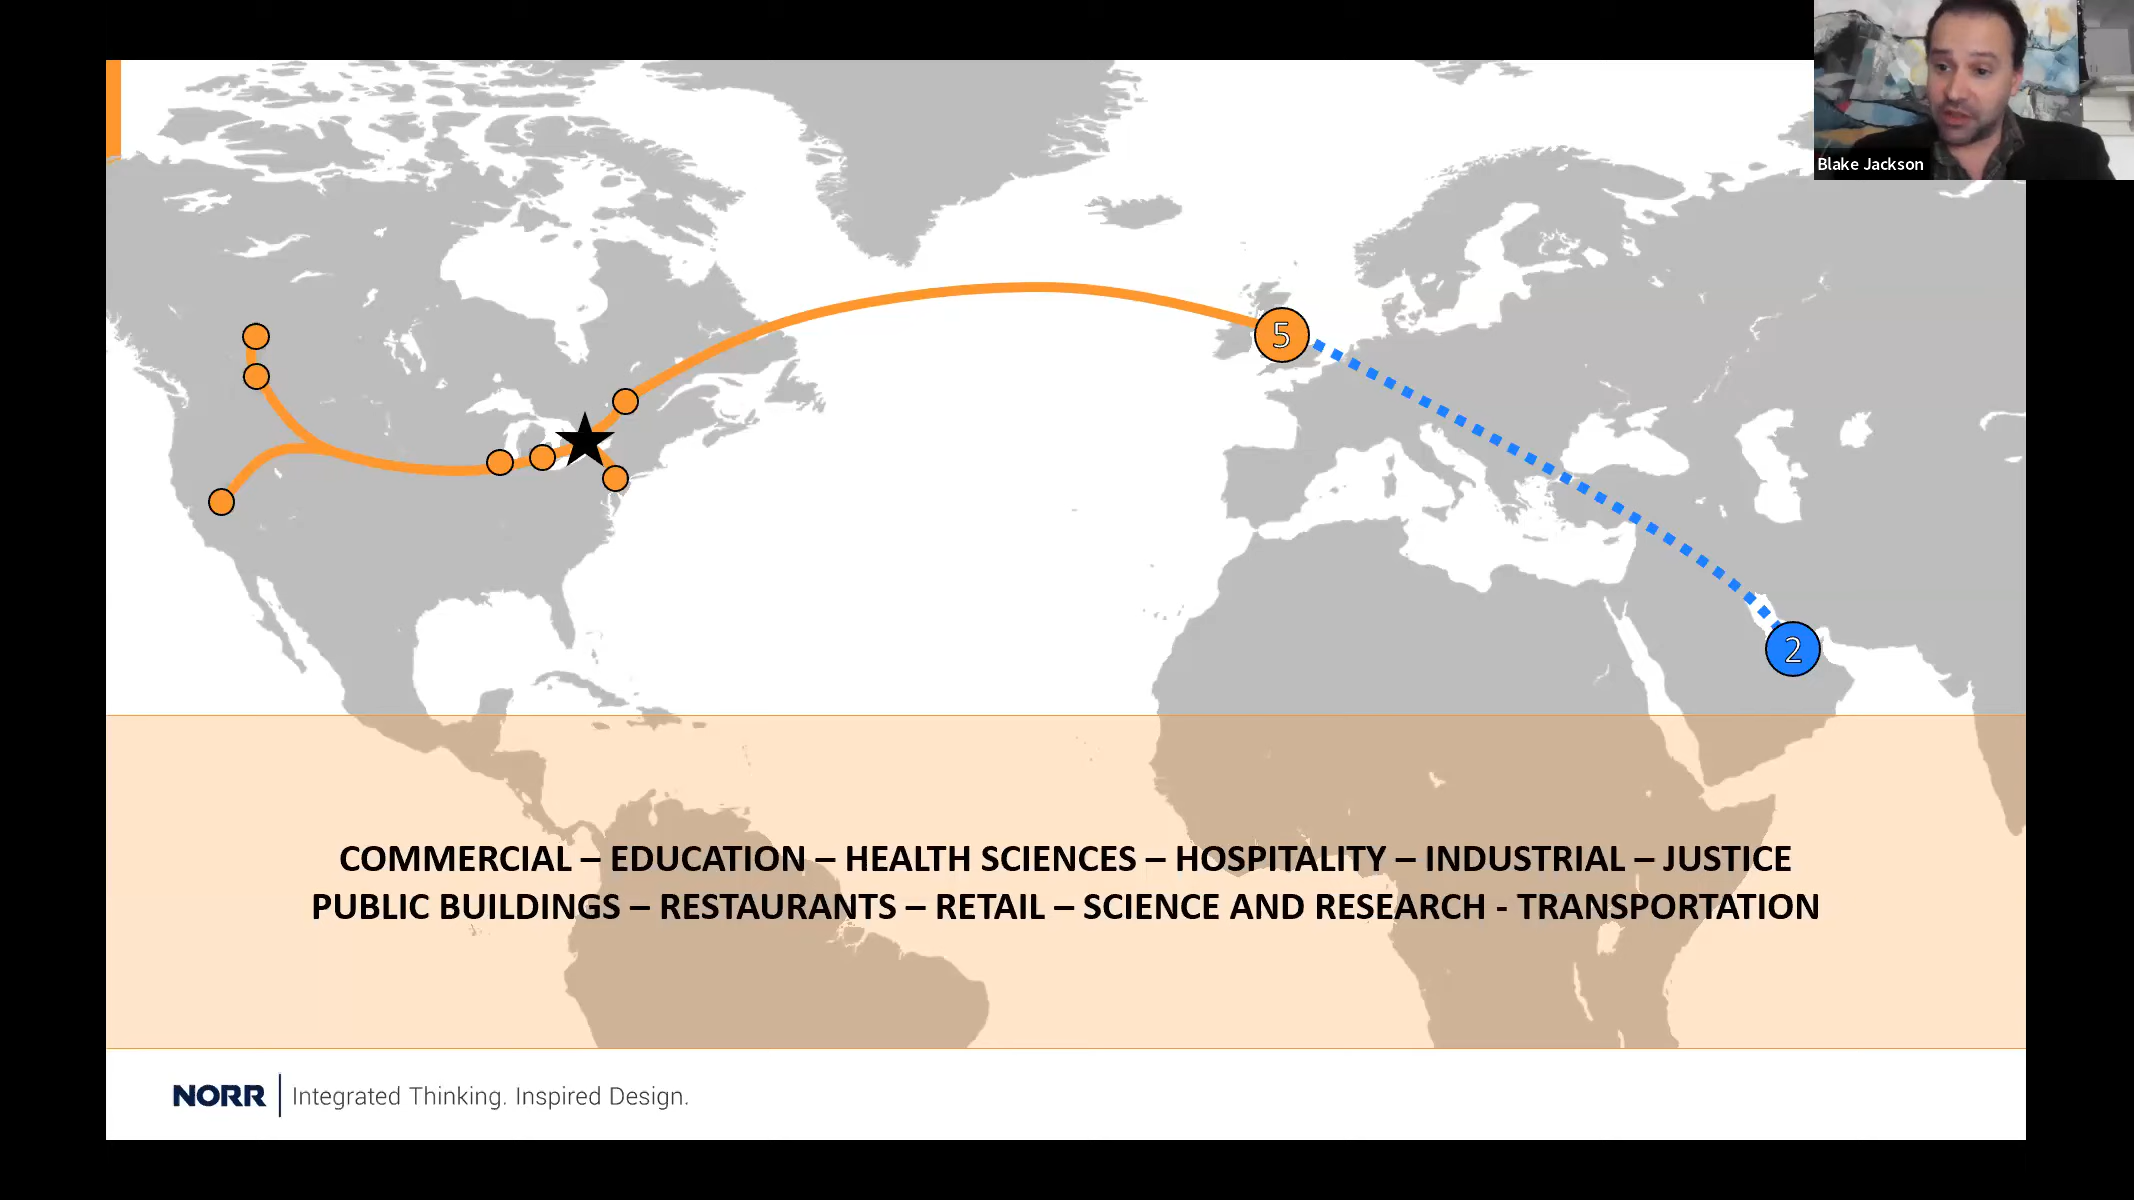 Blake Jackson
5
2
COMMERCIAL – EDUCATION – HEALTH SCIENCES – HOSPITALITY – INDUSTRIAL – JUSTICE
PUBLIC BUILDINGS – RESTAURANTS – RETAIL – SCIENCE AND RESEARCH - TRANSPORTATION
NORR | Integrated Thinking. Inspired Design.